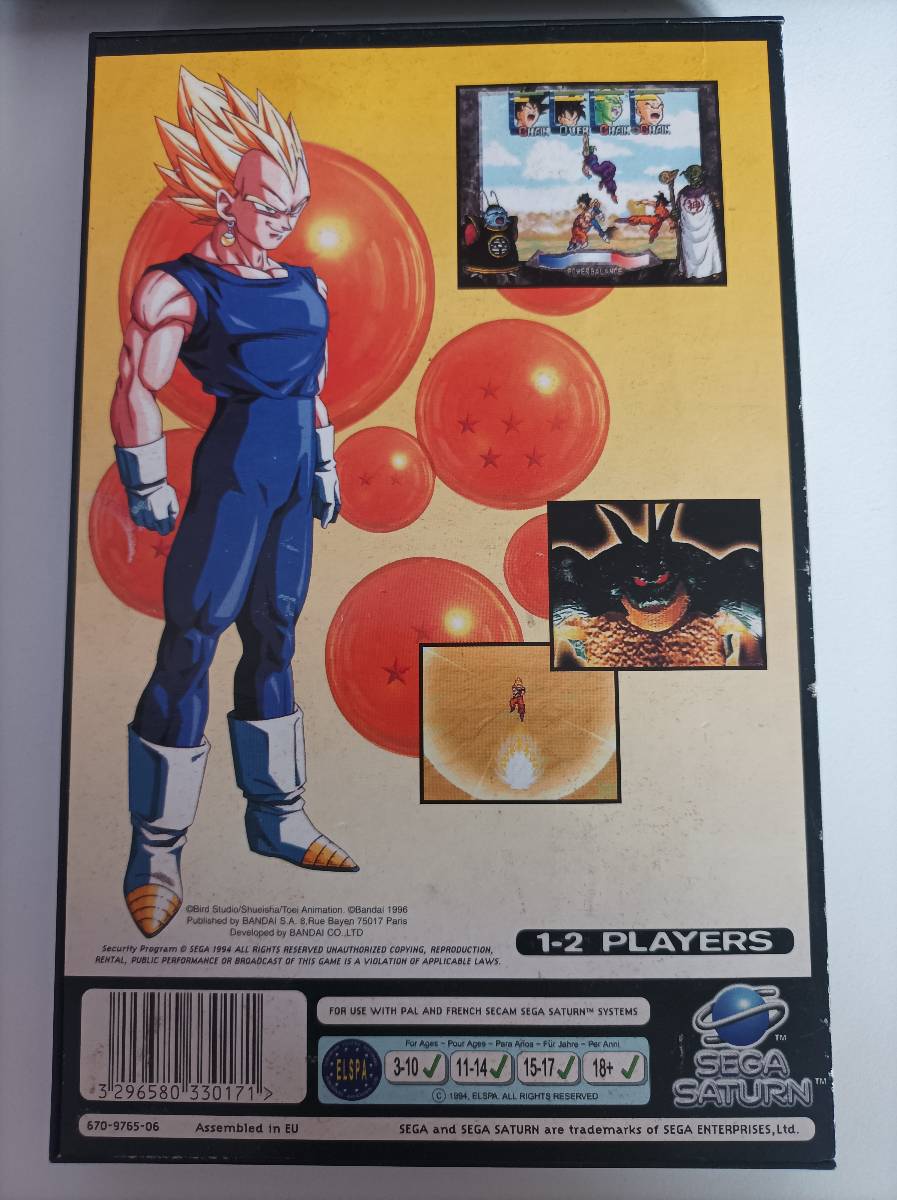 CHAIN OVER CHAIN CHAIN
神
POWERBALANCE
©Bird Studio/Shueisha/Toei Animation. ©Bandai 1996
Published by BANDAI S.A. 8,Rue Bayen 75017 Paris
Developed by BANDAI CO.,LTD
Security Program © SEGA 1994 ALL RIGHTS RESERVED UNAUTHORIZED COPYING, REPRODUCTION,
RENTAL, PUBLIC PERFORMANCE OR BROADCAST OF THIS GAME IS A VIOLATION OF APPLICABLE LAWS.
1-2 PLAYERS
3 296580 330171 >
FOR USE WITH PAL AND FRENCH SECAM SEGA SATURN™ SYSTEMS
ELSPA
For Ages - Pour Ages - Para Años - Für Jahre - Per Anni
3-10 ✓ 11-14 ✓ 15-17 ✓ 18+ ✓
© 1994, ELSPA. ALL RIGHTS RESERVED
TM
SEGA
SATURN™
670-9765-06 Assembled in EU SEGA and SEGA SATURN are trademarks of SEGA ENTERPRISES,Ltd.